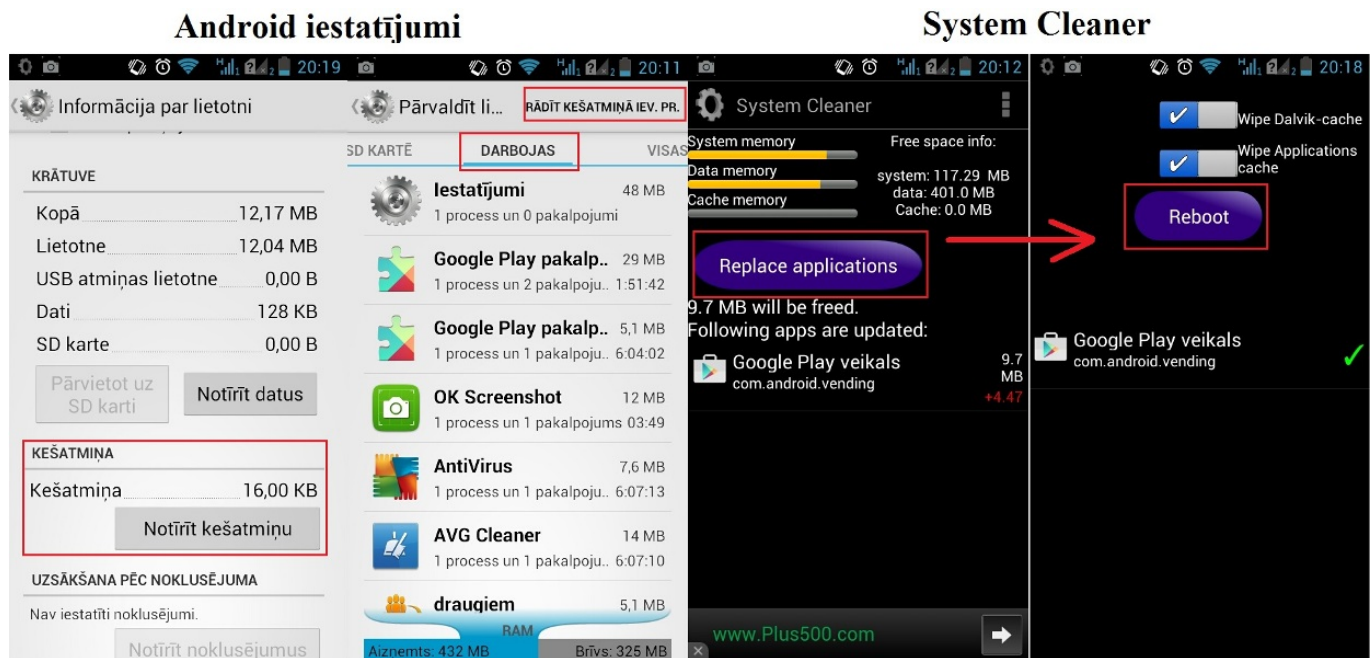 Android iestatījumi
System Cleaner
20:19
Informācija par lietotni
KRĀTUVE
Kopā 12,17 MB
Lietotne 12,04 MB
USB atmiņas lietotne 0,00 B
Dati 128 KB
SD karte 0,00 B
Pārvietot uz
SD karti
Notīrīt datus
KEŠATMIŅA
Kešatmiņa 16,00 KB
Notīrīt kešatmiņu
UZSĀKŠANA PĒC NOKLUSĒJUMA
Nav iestatīti noklusējumi.
Notīrīt noklusējumus
20:11
Pārvaldīt li... RĀDĪT KEŠATMIŅĀ IEV. PR.
SD KARTĒ DARBOJAS VISAS
Iestatījumi 48 MB
1 process un 0 pakalpojumi
Google Play pakalp.. 29 MB
1 process un 2 pakalpoju.. 1:51:42
Google Play pakalp.. 5,1 MB
1 process un 1 pakalpoju.. 6:04:02
OK Screenshot 12 MB
1 process un 1 pakalpojums 03:49
AntiVirus 7,6 MB
1 process un 1 pakalpoju.. 6:07:13
AVG Cleaner 14 MB
1 process un 1 pakalpoju.. 6:07:10
draugiem 5,1 MB
RAM
Aizņemts: 432 MB Brīvs: 325 MB
20:12
System Cleaner
System memory
Data memory
Cache memory
Free space info:
system: 117.29 MB
data: 401.0 MB
Cache: 0.0 MB
Replace applications
9.7 MB will be freed.
Following apps are updated:
Google Play veikals 9.7
com.android.vending MB
+4.47
www.Plus500.com
20:18
Wipe Dalvik-cache
Wipe Applications
cache
Reboot
Google Play veikals
com.android.vending